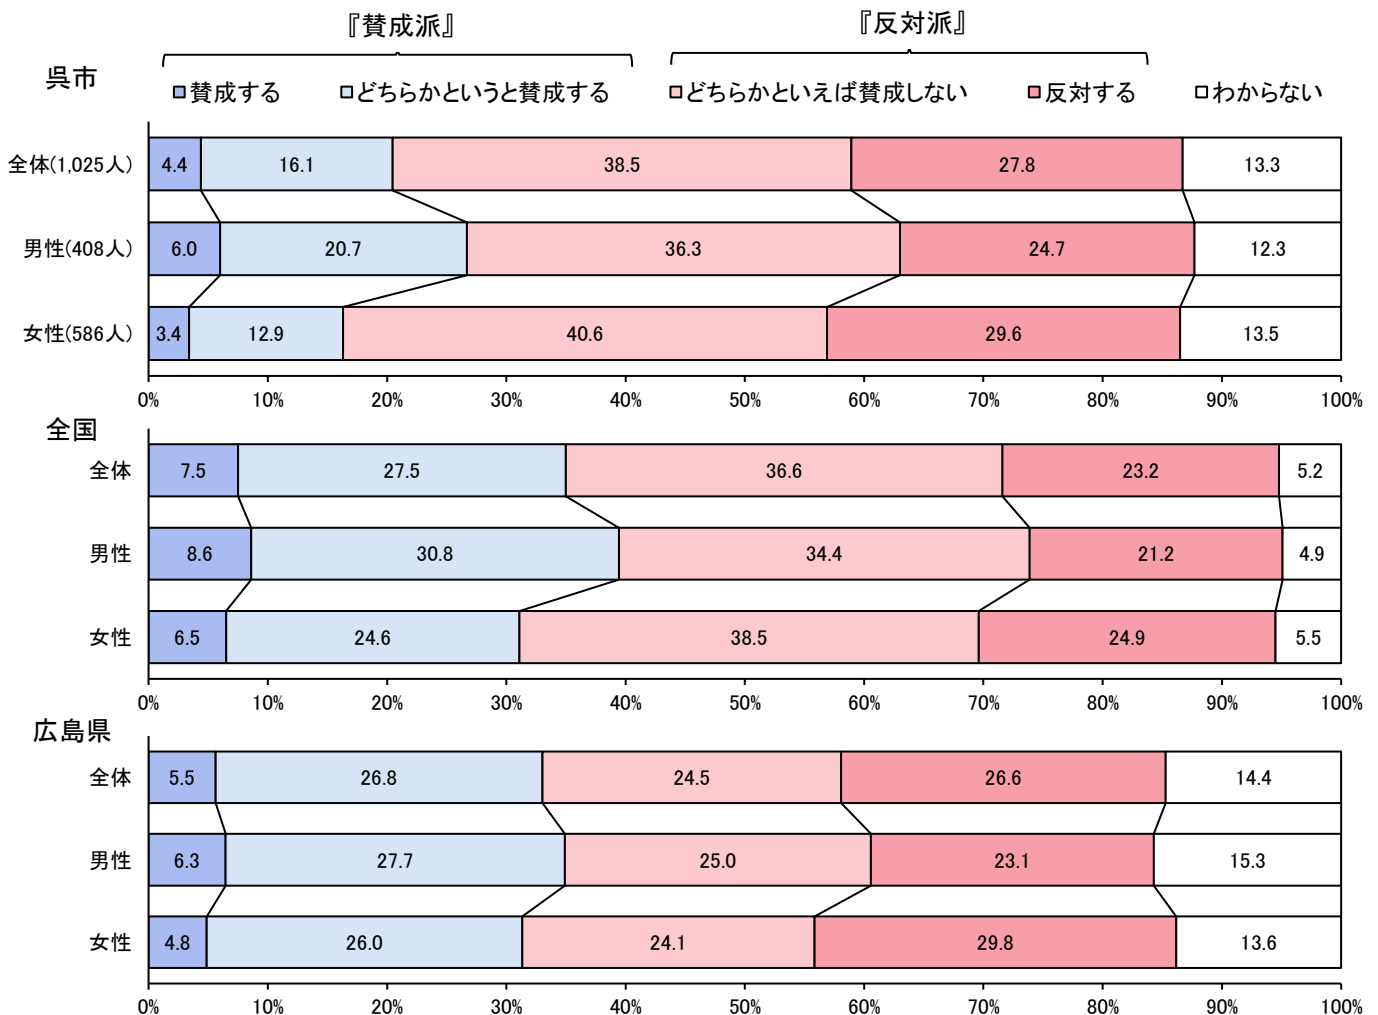 『賛成派』 『反対派』
呉市
■賛成する □どちらかというと賛成する □どちらかといえば賛成しない ■反対する □わからない
全体(1,025人) 4.4 16.1 38.5 27.8 13.3
男性(408人) 6.0 20.7 36.3 24.7 12.3
女性(586人) 3.4 12.9 40.6 29.6 13.5
0% 10% 20% 30% 40% 50% 60% 70% 80% 90% 100%
全国
全体 7.5 27.5 36.6 23.2 5.2
男性 8.6 30.8 34.4 21.2 4.9
女性 6.5 24.6 38.5 24.9 5.5
0% 10% 20% 30% 40% 50% 60% 70% 80% 90% 100%
広島県
全体 5.5 26.8 24.5 26.6 14.4
男性 6.3 27.7 25.0 23.1 15.3
女性 4.8 26.0 24.1 29.8 13.6
0% 10% 20% 30% 40% 50% 60% 70% 80% 90% 100%